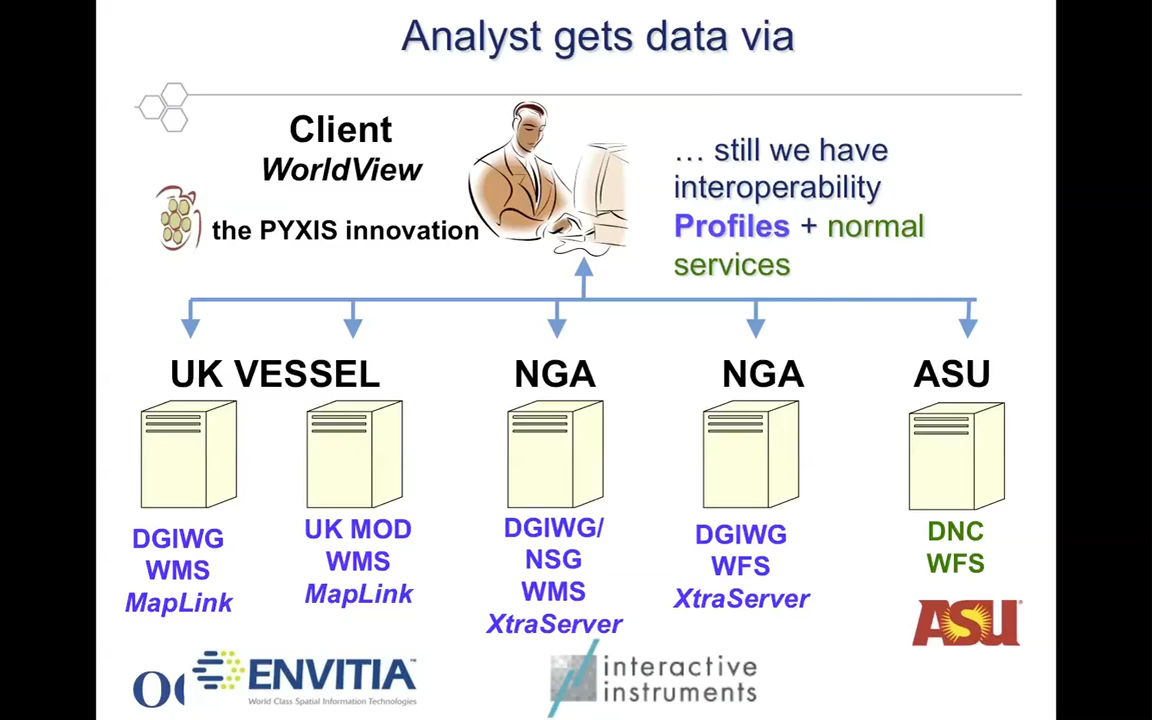 Analyst gets data via
Client
WorldView
the PYXIS innovation
… still we have
interoperability
Profiles + normal
services
UK VESSEL
NGA
NGA
ASU
DGIWG
WMS
MapLink
UK MOD
WMS
MapLink
DGIWG/
NSG
WMS
XtraServer
DGIWG
WFS
XtraServer
DNC
WFS
ASU
ENVITIA™
World Class Spatial Information Technologies
interactive
instruments